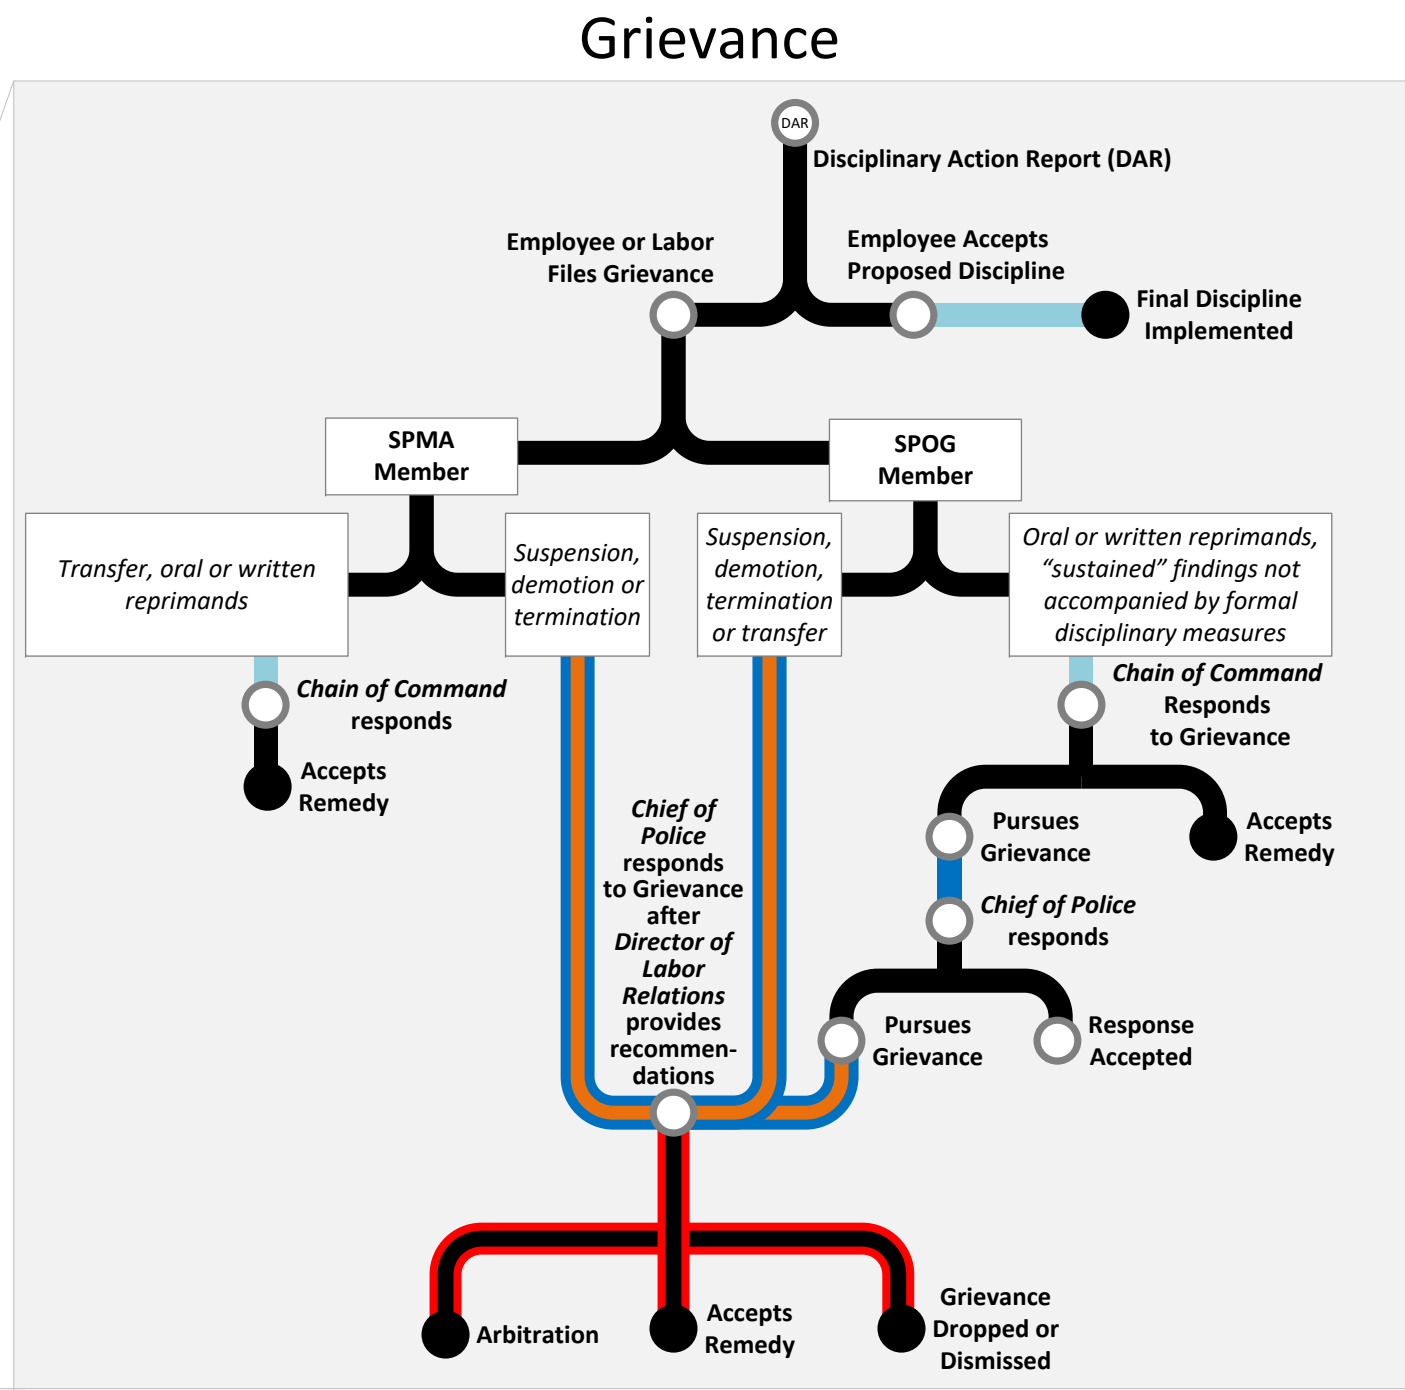 Grievance
DAR
Disciplinary Action Report (DAR)
Employee or Labor
Files Grievance
Employee Accepts
Proposed Discipline
Final Discipline
Implemented
SPMA
Member
SPOG
Member
Transfer, oral or written
reprimands
Suspension,
demotion or
termination
Suspension,
demotion,
termination
or transfer
Oral or written reprimands,
“sustained” findings not
accompanied by formal
disciplinary measures
Chain of Command
responds
Accepts
Remedy
Chain of Command
Responds
to Grievance
Pursues
Grievance
Accepts
Remedy
Chief of
Police
responds
to Grievance
after
Director of
Labor
Relations
provides
recommen-
dations
Chief of Police
responds
Pursues
Grievance
Response
Accepted
Arbitration
Accepts
Remedy
Grievance
Dropped or
Dismissed